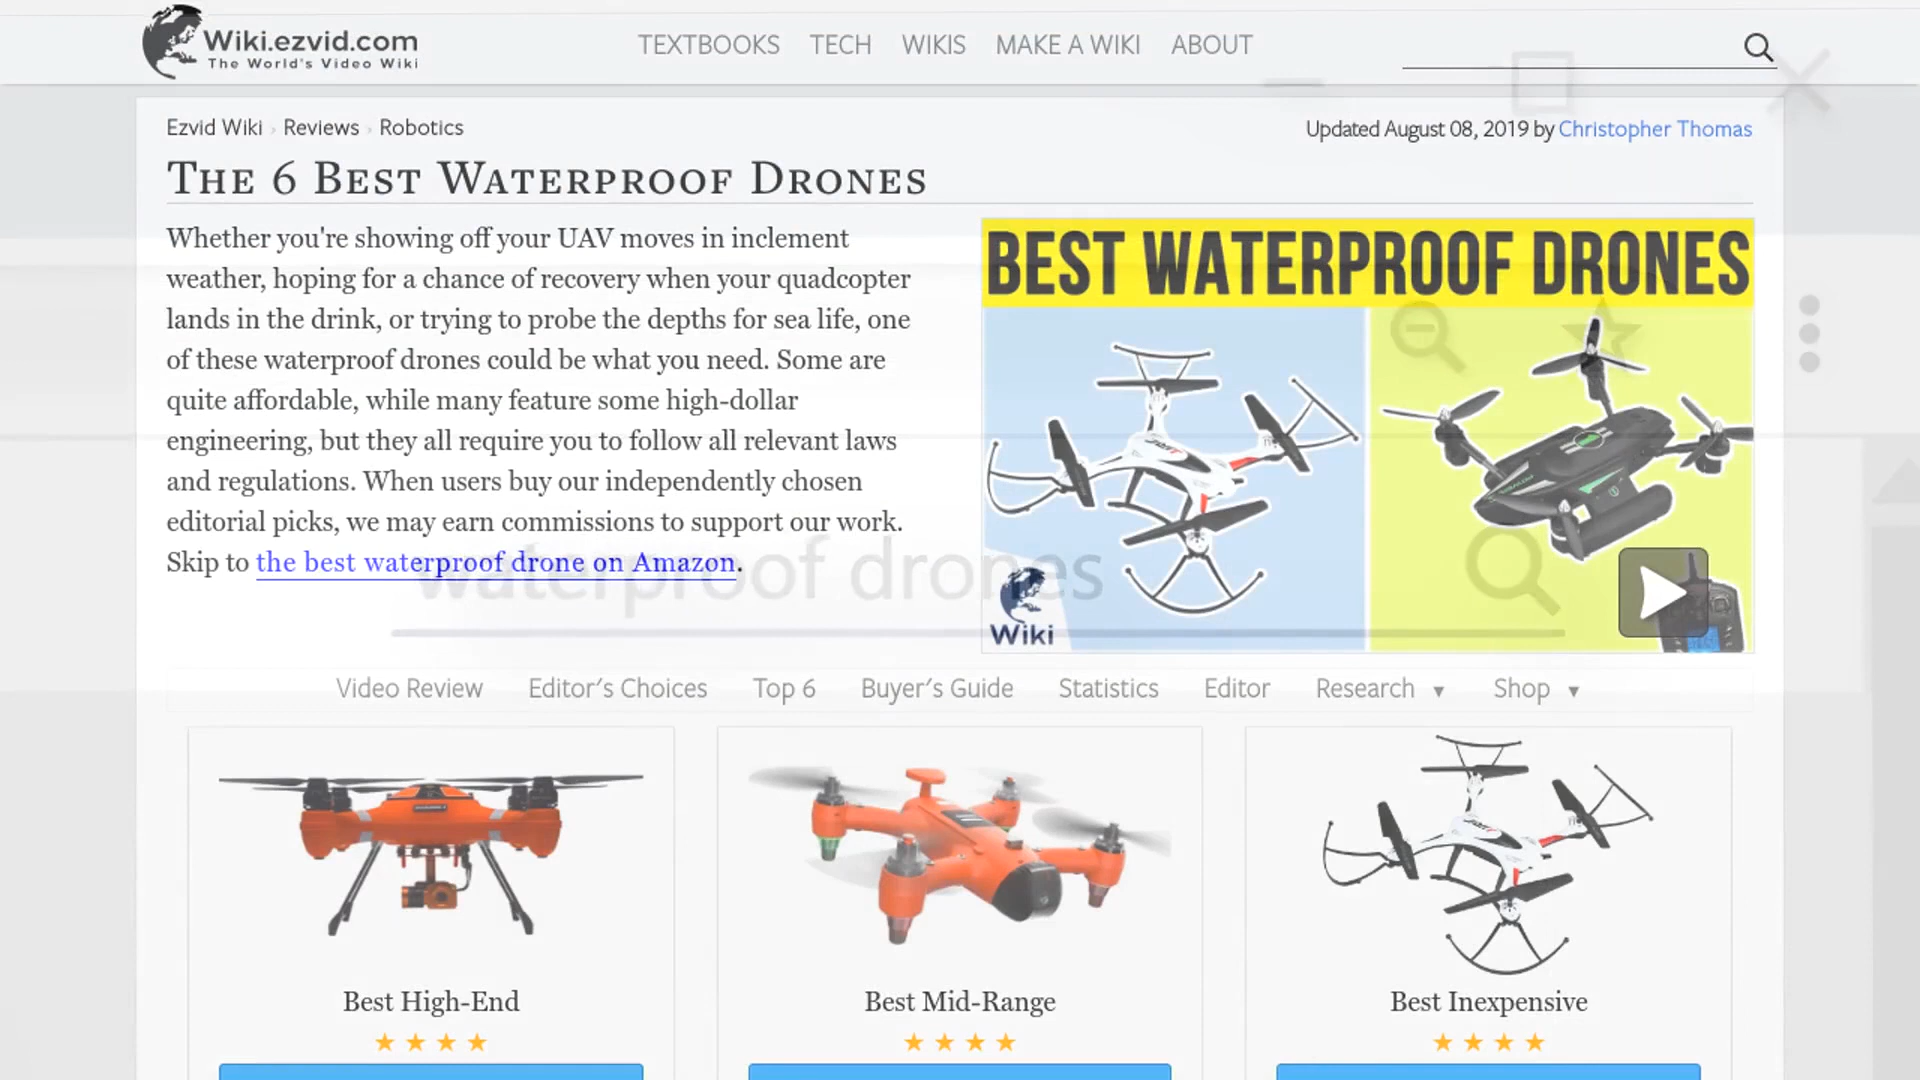 Wiki.ezvid.com
The World's Video Wiki
TEXTBOOKS TECH WIKIS MAKE A WIKI ABOUT
Ezvid Wiki › Reviews › Robotics
Updated August 08, 2019 by Christopher Thomas
The 6 Best Waterproof Drones
Whether you're showing off your UAV moves in inclement
weather, hoping for a chance of recovery when your quadcopter
lands in the drink, or trying to probe the depths for sea life, one
of these waterproof drones could be what you need. Some are
quite affordable, while many feature some high-dollar
engineering, but they all require you to follow all relevant laws
and regulations. When users buy our independently chosen
editorial picks, we may earn commissions to support our work.
Skip to the best waterproof drone on Amazon.
BEST WATERPROOF DRONES
Wiki
waterproof drones
Video Review Editor's Choices Top 6 Buyer's Guide Statistics Editor Research ▼ Shop ▼
Best High-End Best Mid-Range Best Inexpensive